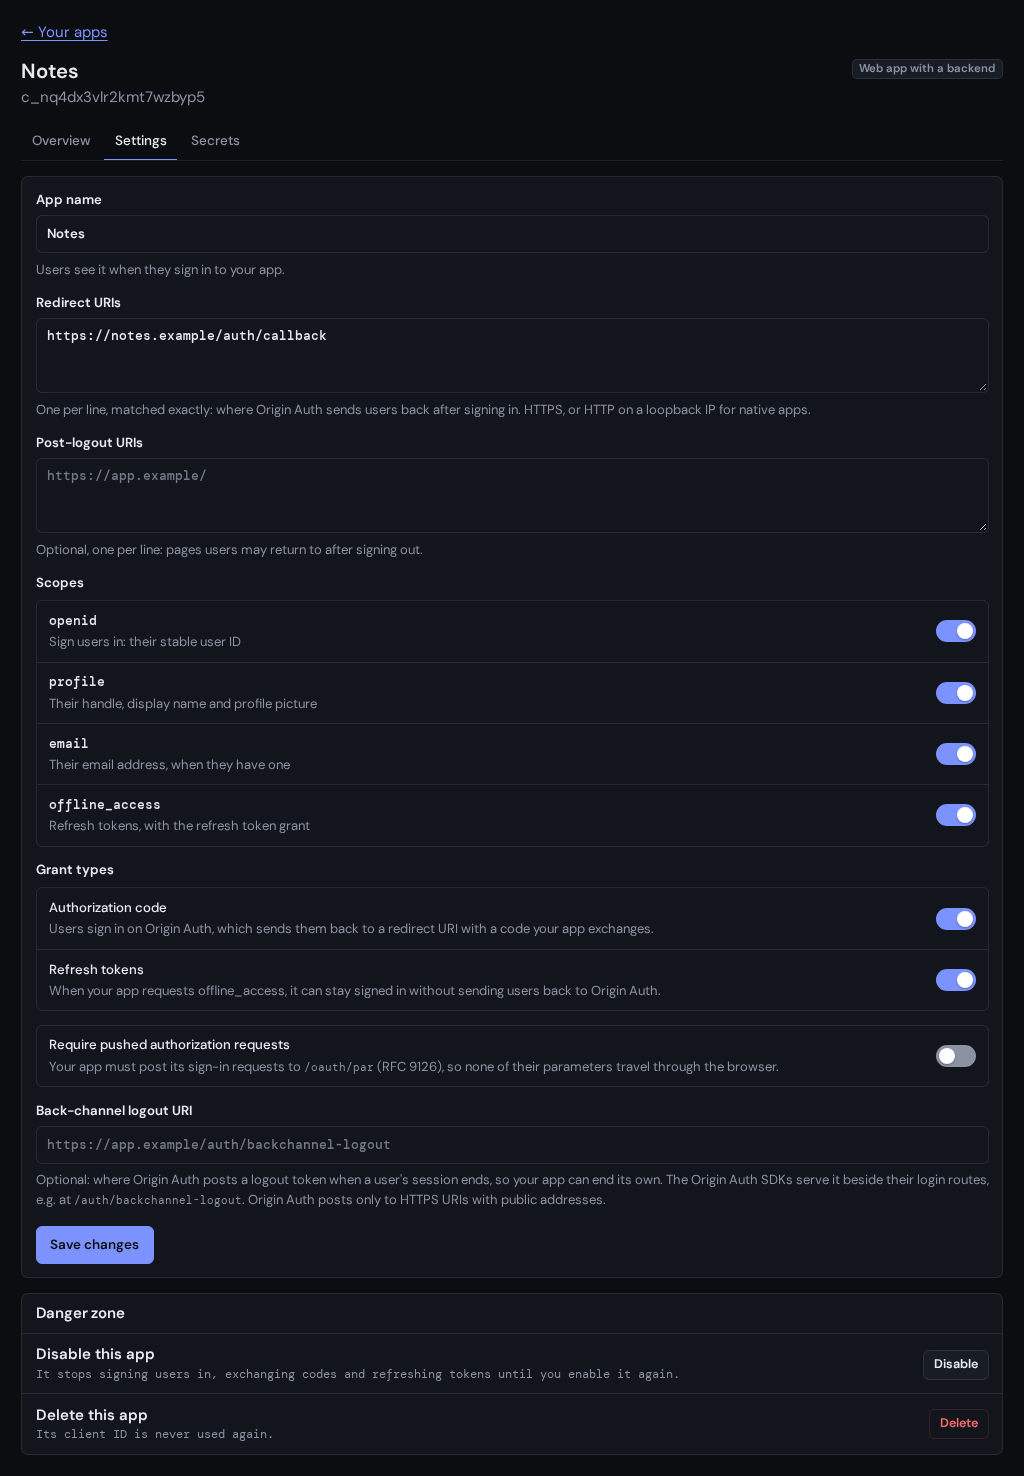 ← Your apps
Notes
Web app with a backend
c_nq4dx3vlr2kmt7wzbyp5
Overview
Settings
Secrets
App name
Notes
Users see it when they sign in to your app.
Redirect URIs
https://notes.example/auth/callback
One per line, matched exactly: where Origin Auth sends users back after signing in. HTTPS, or HTTP on a loopback IP for native apps.
Post-logout URIs
https://app.example/
Optional, one per line: pages users may return to after signing out.
Scopes
openid
Sign users in: their stable user ID
profile
Their handle, display name and profile picture
email
Their email address, when they have one
offline_access
Refresh tokens, with the refresh token grant
Grant types
Authorization code
Users sign in on Origin Auth, which sends them back to a redirect URI with a code your app exchanges.
Refresh tokens
When your app requests offline_access, it can stay signed in without sending users back to Origin Auth.
Require pushed authorization requests
Your app must post its sign-in requests to /oauth/par (RFC 9126), so none of their parameters travel through the browser.
Back-channel logout URI
https://app.example/auth/backchannel-logout
Optional: where Origin Auth posts a logout token when a user's session ends, so your app can end its own. The Origin Auth SDKs serve it beside their login routes,
e.g. at /auth/backchannel-logout. Origin Auth posts only to HTTPS URIs with public addresses.
Save changes
Danger zone
Disable this app
It stops signing users in, exchanging codes and refreshing tokens until you enable it again.
Disable
Delete this app
Its client ID is never used again.
Delete